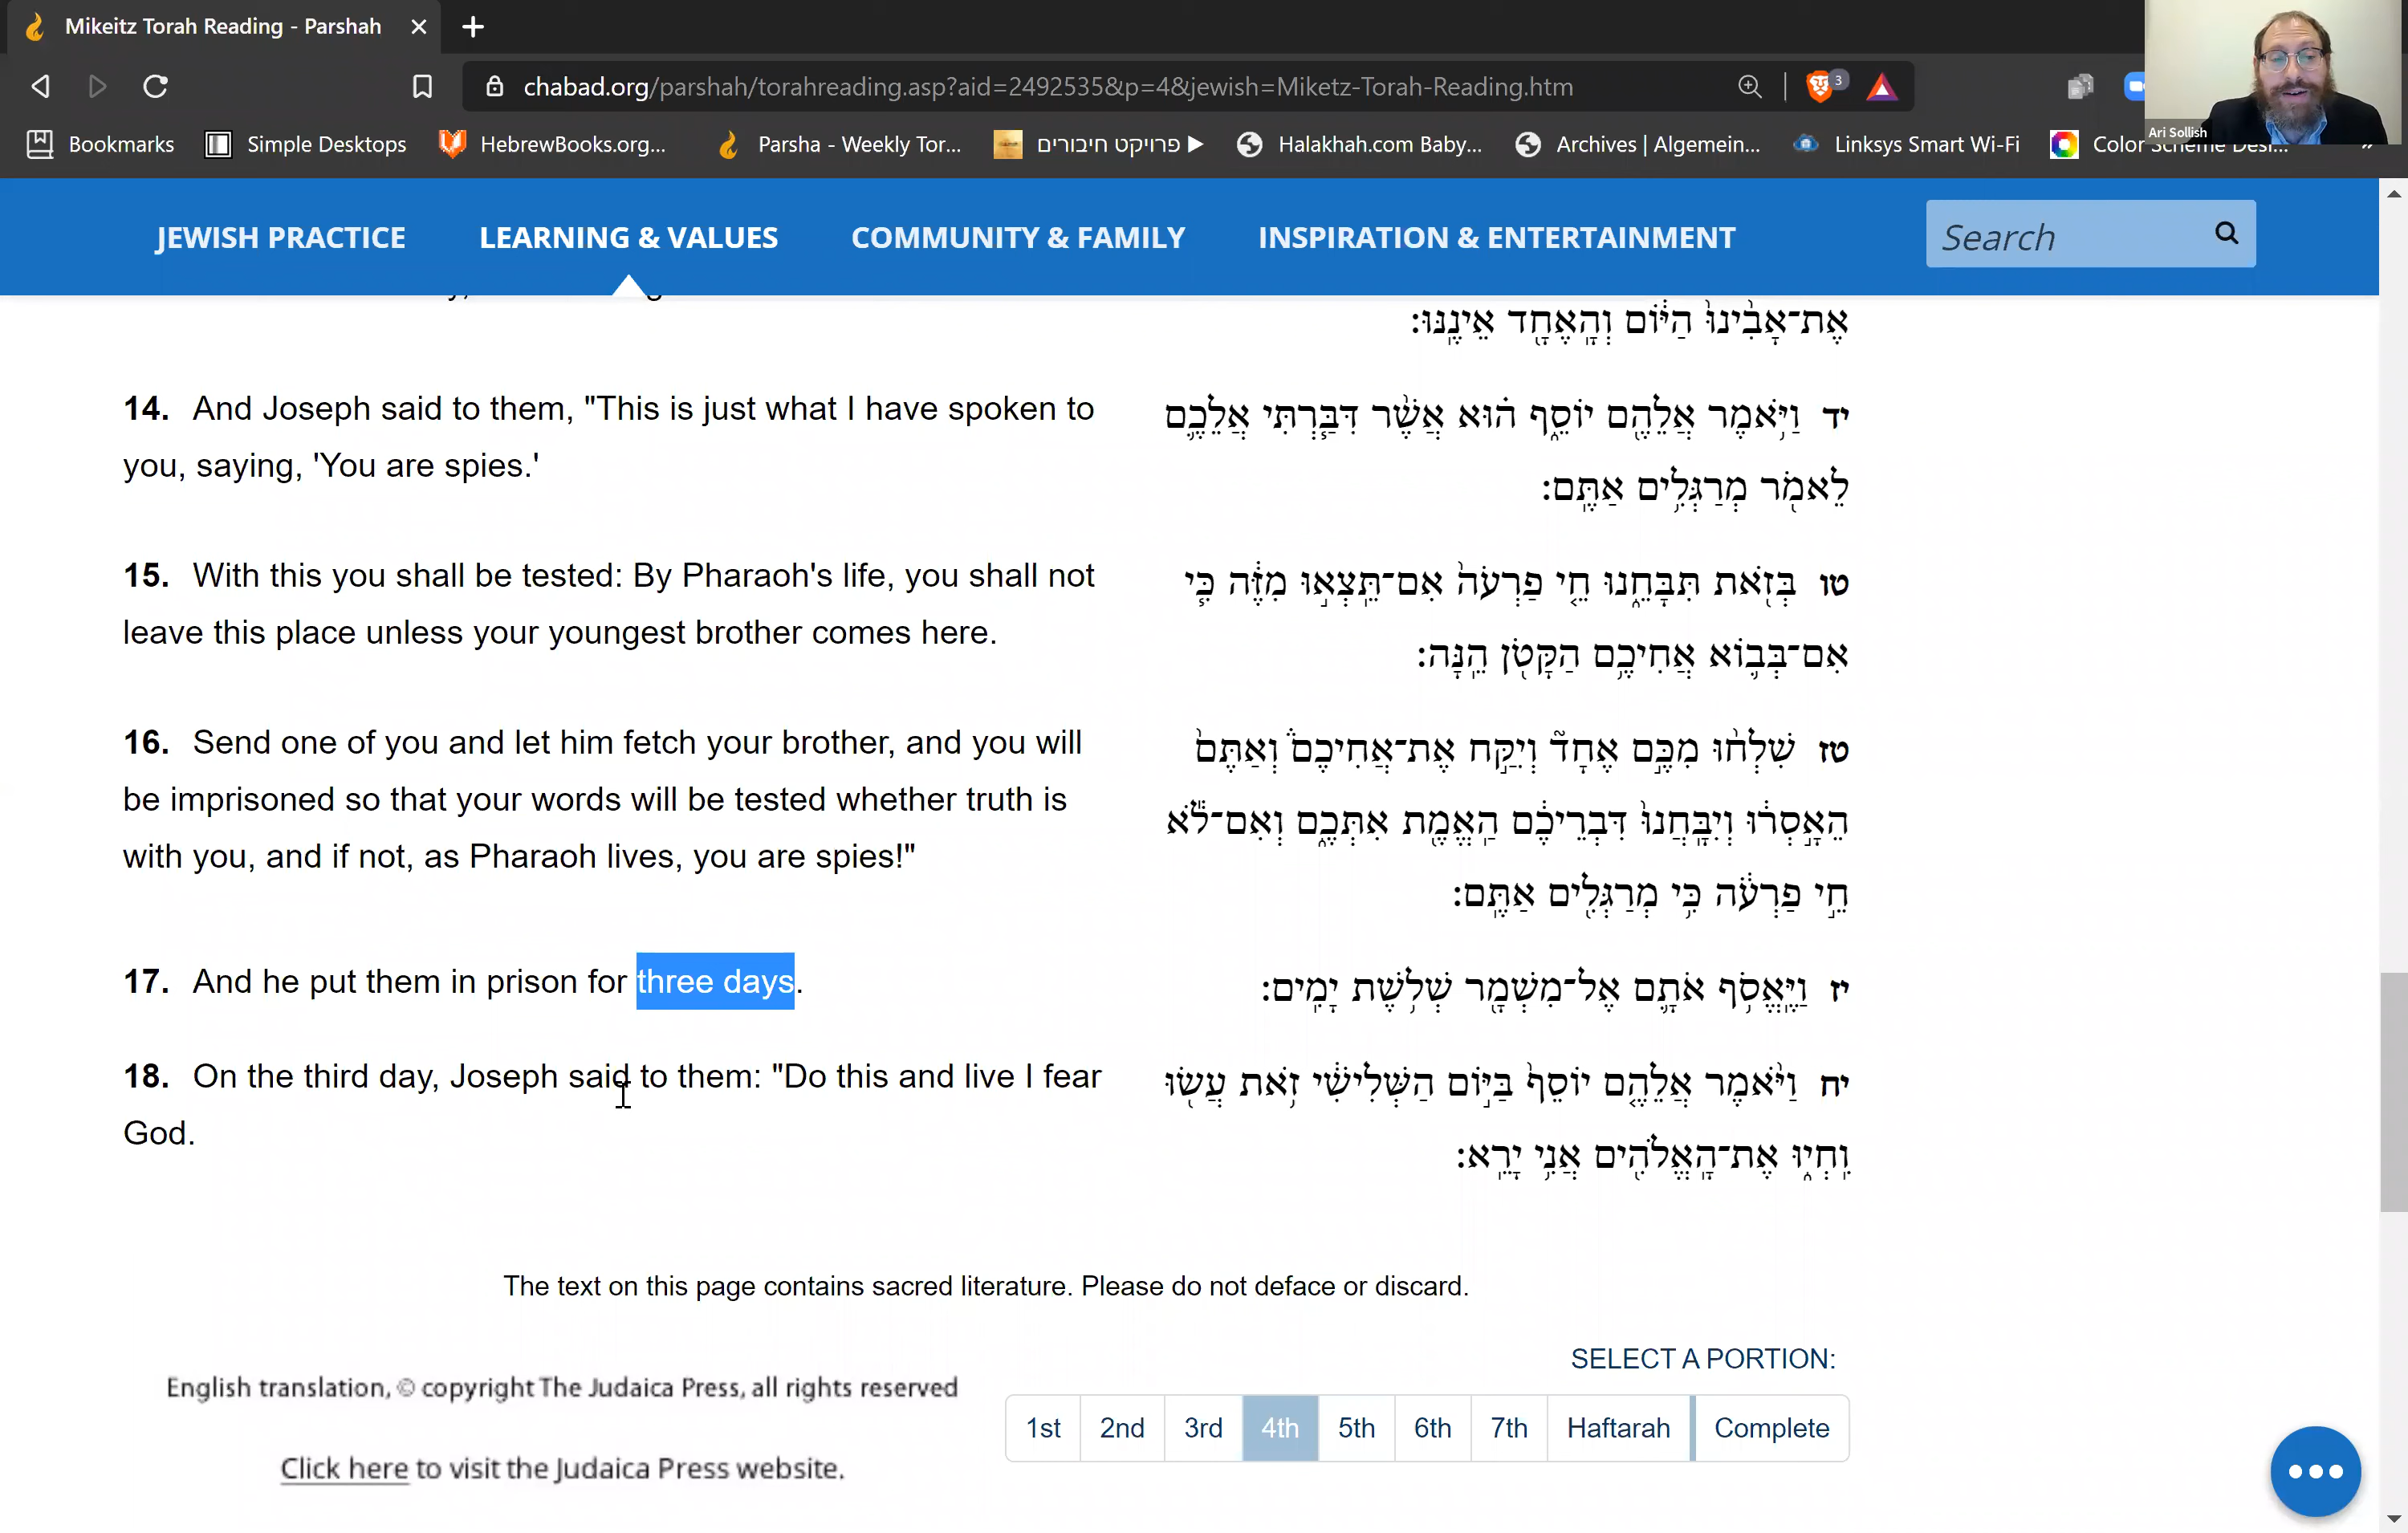 Mikeitz Torah Reading - Parshah
chabad.org/parshah/torahreading.asp?aid=2492535&p=4&jewish=Miketz-Torah-Reading.htm
3
Ari Sollish
Bookmarks Simple Desktops HebrewBooks.org... Parsha - Weekly Tor... פרויקט חיבורים Halakhah.com Baby... Archives | Algemein... Linksys Smart Wi-Fi Color Scheme Desi... »
JEWISH PRACTICE LEARNING & VALUES COMMUNITY & FAMILY INSPIRATION & ENTERTAINMENT Search
אֶת־אָבִ֨ינוּ֙ הַיּ֔וֹם וְהָֽאֶחָ֖ד אֵינֶֽנּוּ׃
14. And Joseph said to them, "This is just what I have spoken to
you, saying, 'You are spies.'
יד וַיֹּ֥אמֶר אֲלֵהֶ֖ם יוֹסֵ֑ף ה֗וּא אֲשֶׁ֨ר דִּבַּ֧רְתִּי אֲלֵכֶ֛ם
לֵאמֹ֖ר מְרַגְּלִ֥ים אַתֶּֽם׃
15. With this you shall be tested: By Pharaoh's life, you shall not
leave this place unless your youngest brother comes here.
טו בְּזֹ֖את תִּבָּחֵ֑נוּ חֵ֤י פַרְעֹה֙ אִם־תֵּֽצְא֣וּ מִזֶּ֔ה כִּ֧י
אִם־בְּב֛וֹא אֲחִיכֶ֥ם הַקָּטֹ֖ן הֵֽנָּה׃
16. Send one of you and let him fetch your brother, and you will
be imprisoned so that your words will be tested whether truth is
with you, and if not, as Pharaoh lives, you are spies!"
טז שִׁלְח֨וּ מִכֶּ֣ם אֶחָד֘ וְיִקַּ֣ח אֶת־אֲחִיכֶם֒ וְאַתֶּם֙
הֵאָ֣סְר֔וּ וְיִבָּֽחֲנוּ֙ דִּבְרֵיכֶ֔ם הַֽאֱמֶ֖ת אִתְּכֶ֑ם וְאִם־לֹ֕א
חֵ֣י פַרְעֹ֔ה כִּ֥י מְרַגְּלִ֖ים אַתֶּֽם׃
17. And he put them in prison for three days.
יז וַיֶּֽאֱסֹ֥ף אֹתָ֛ם אֶל־מִשְׁמָ֖ר שְׁל֥שֶׁת יָמִֽים׃
18. On the third day, Joseph said to them: "Do this and live I fear
God.
יח וַיֹּ֨אמֶר אֲלֵהֶ֤ם יוֹסֵף֙ בַּיּ֣וֹם הַשְּׁלִישִׁ֔י זֹ֥את עֲשׂ֖וּ
וִֽחְי֑וּ אֶת־הָֽאֱלֹהִ֖ים אֲנִ֥י יָרֵֽא׃
The text on this page contains sacred literature. Please do not deface or discard.
SELECT A PORTION:
English translation, © copyright The Judaica Press, all rights reserved
1st 2nd 3rd 4th 5th 6th 7th Haftarah Complete
Click here to visit the Judaica Press website.